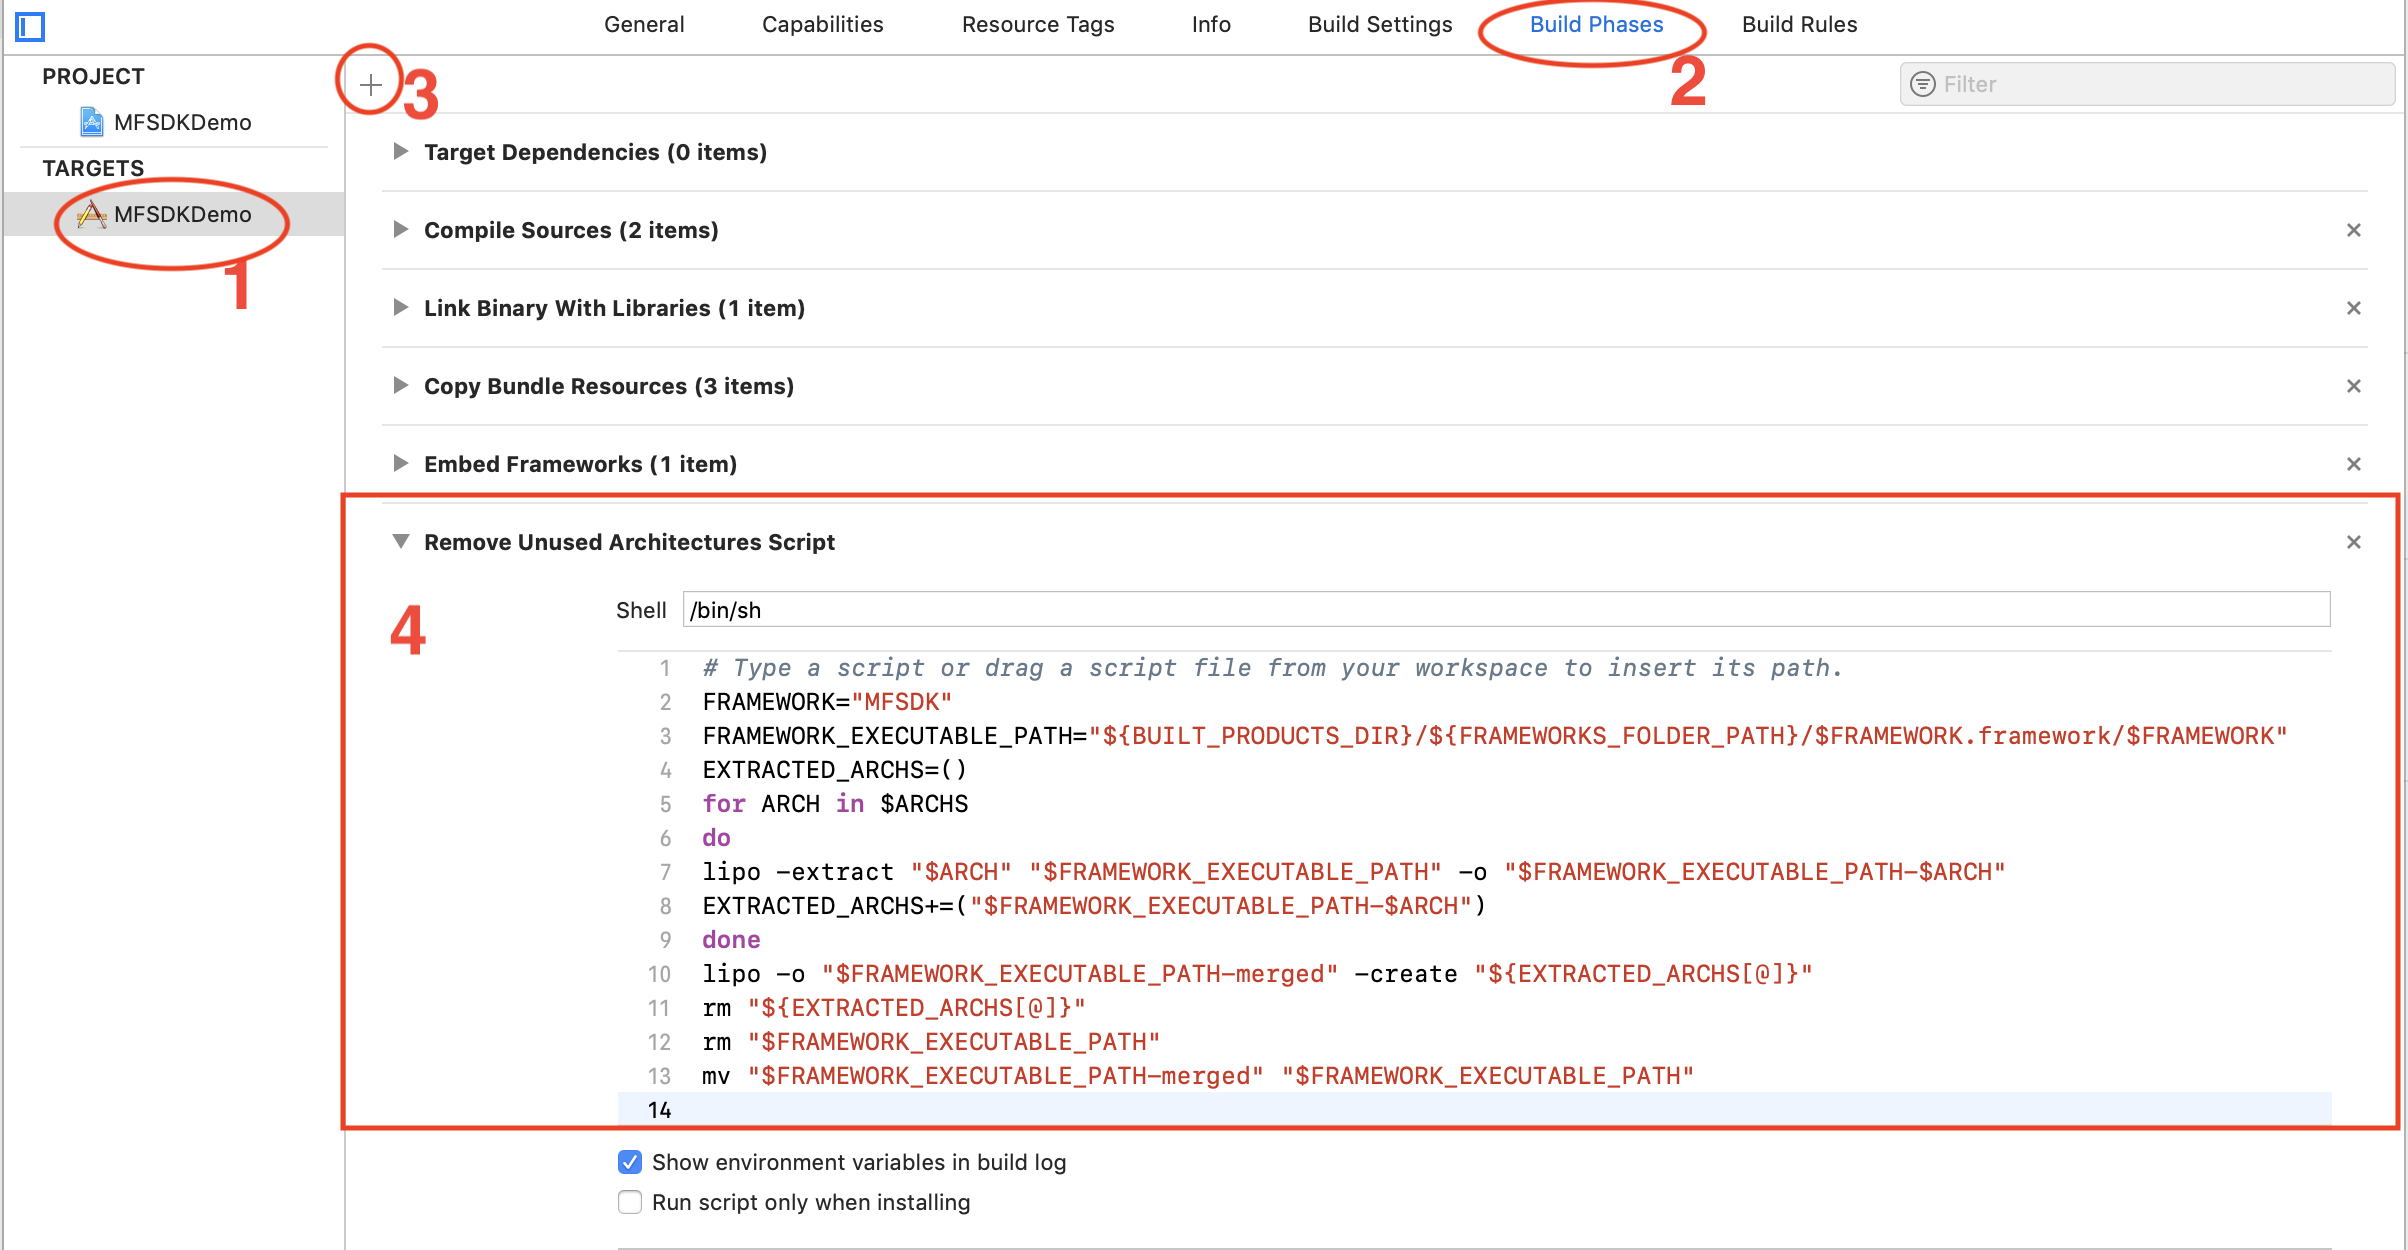 General Capabilities Resource Tags Info Build Settings Build Phases Build Rules
2
PROJECT
+ 3
Filter
MFSDKDemo
TARGETS
MFSDKDemo
1
Target Dependencies (0 items)
Compile Sources (2 items)
Link Binary With Libraries (1 item)
Copy Bundle Resources (3 items)
Embed Frameworks (1 item)
Remove Unused Architectures Script
4
Shell /bin/sh
1 # Type a script or drag a script file from your workspace to insert its path.
2 FRAMEWORK="MFSDK"
3 FRAMEWORK_EXECUTABLE_PATH="${BUILT_PRODUCTS_DIR}/${FRAMEWORKS_FOLDER_PATH}/$FRAMEWORK.framework/$FRAMEWORK"
4 EXTRACTED_ARCHS=()
5 for ARCH in $ARCHS
6 do
7 lipo -extract "$ARCH" "$FRAMEWORK_EXECUTABLE_PATH" -o "$FRAMEWORK_EXECUTABLE_PATH-$ARCH"
8 EXTRACTED_ARCHS+=("$FRAMEWORK_EXECUTABLE_PATH-$ARCH")
9 done
10 lipo -o "$FRAMEWORK_EXECUTABLE_PATH-merged" -create "${EXTRACTED_ARCHS[@]}"
11 rm "${EXTRACTED_ARCHS[@]}"
12 rm "$FRAMEWORK_EXECUTABLE_PATH"
13 mv "$FRAMEWORK_EXECUTABLE_PATH-merged" "$FRAMEWORK_EXECUTABLE_PATH"
14
Show environment variables in build log
Run script only when installing